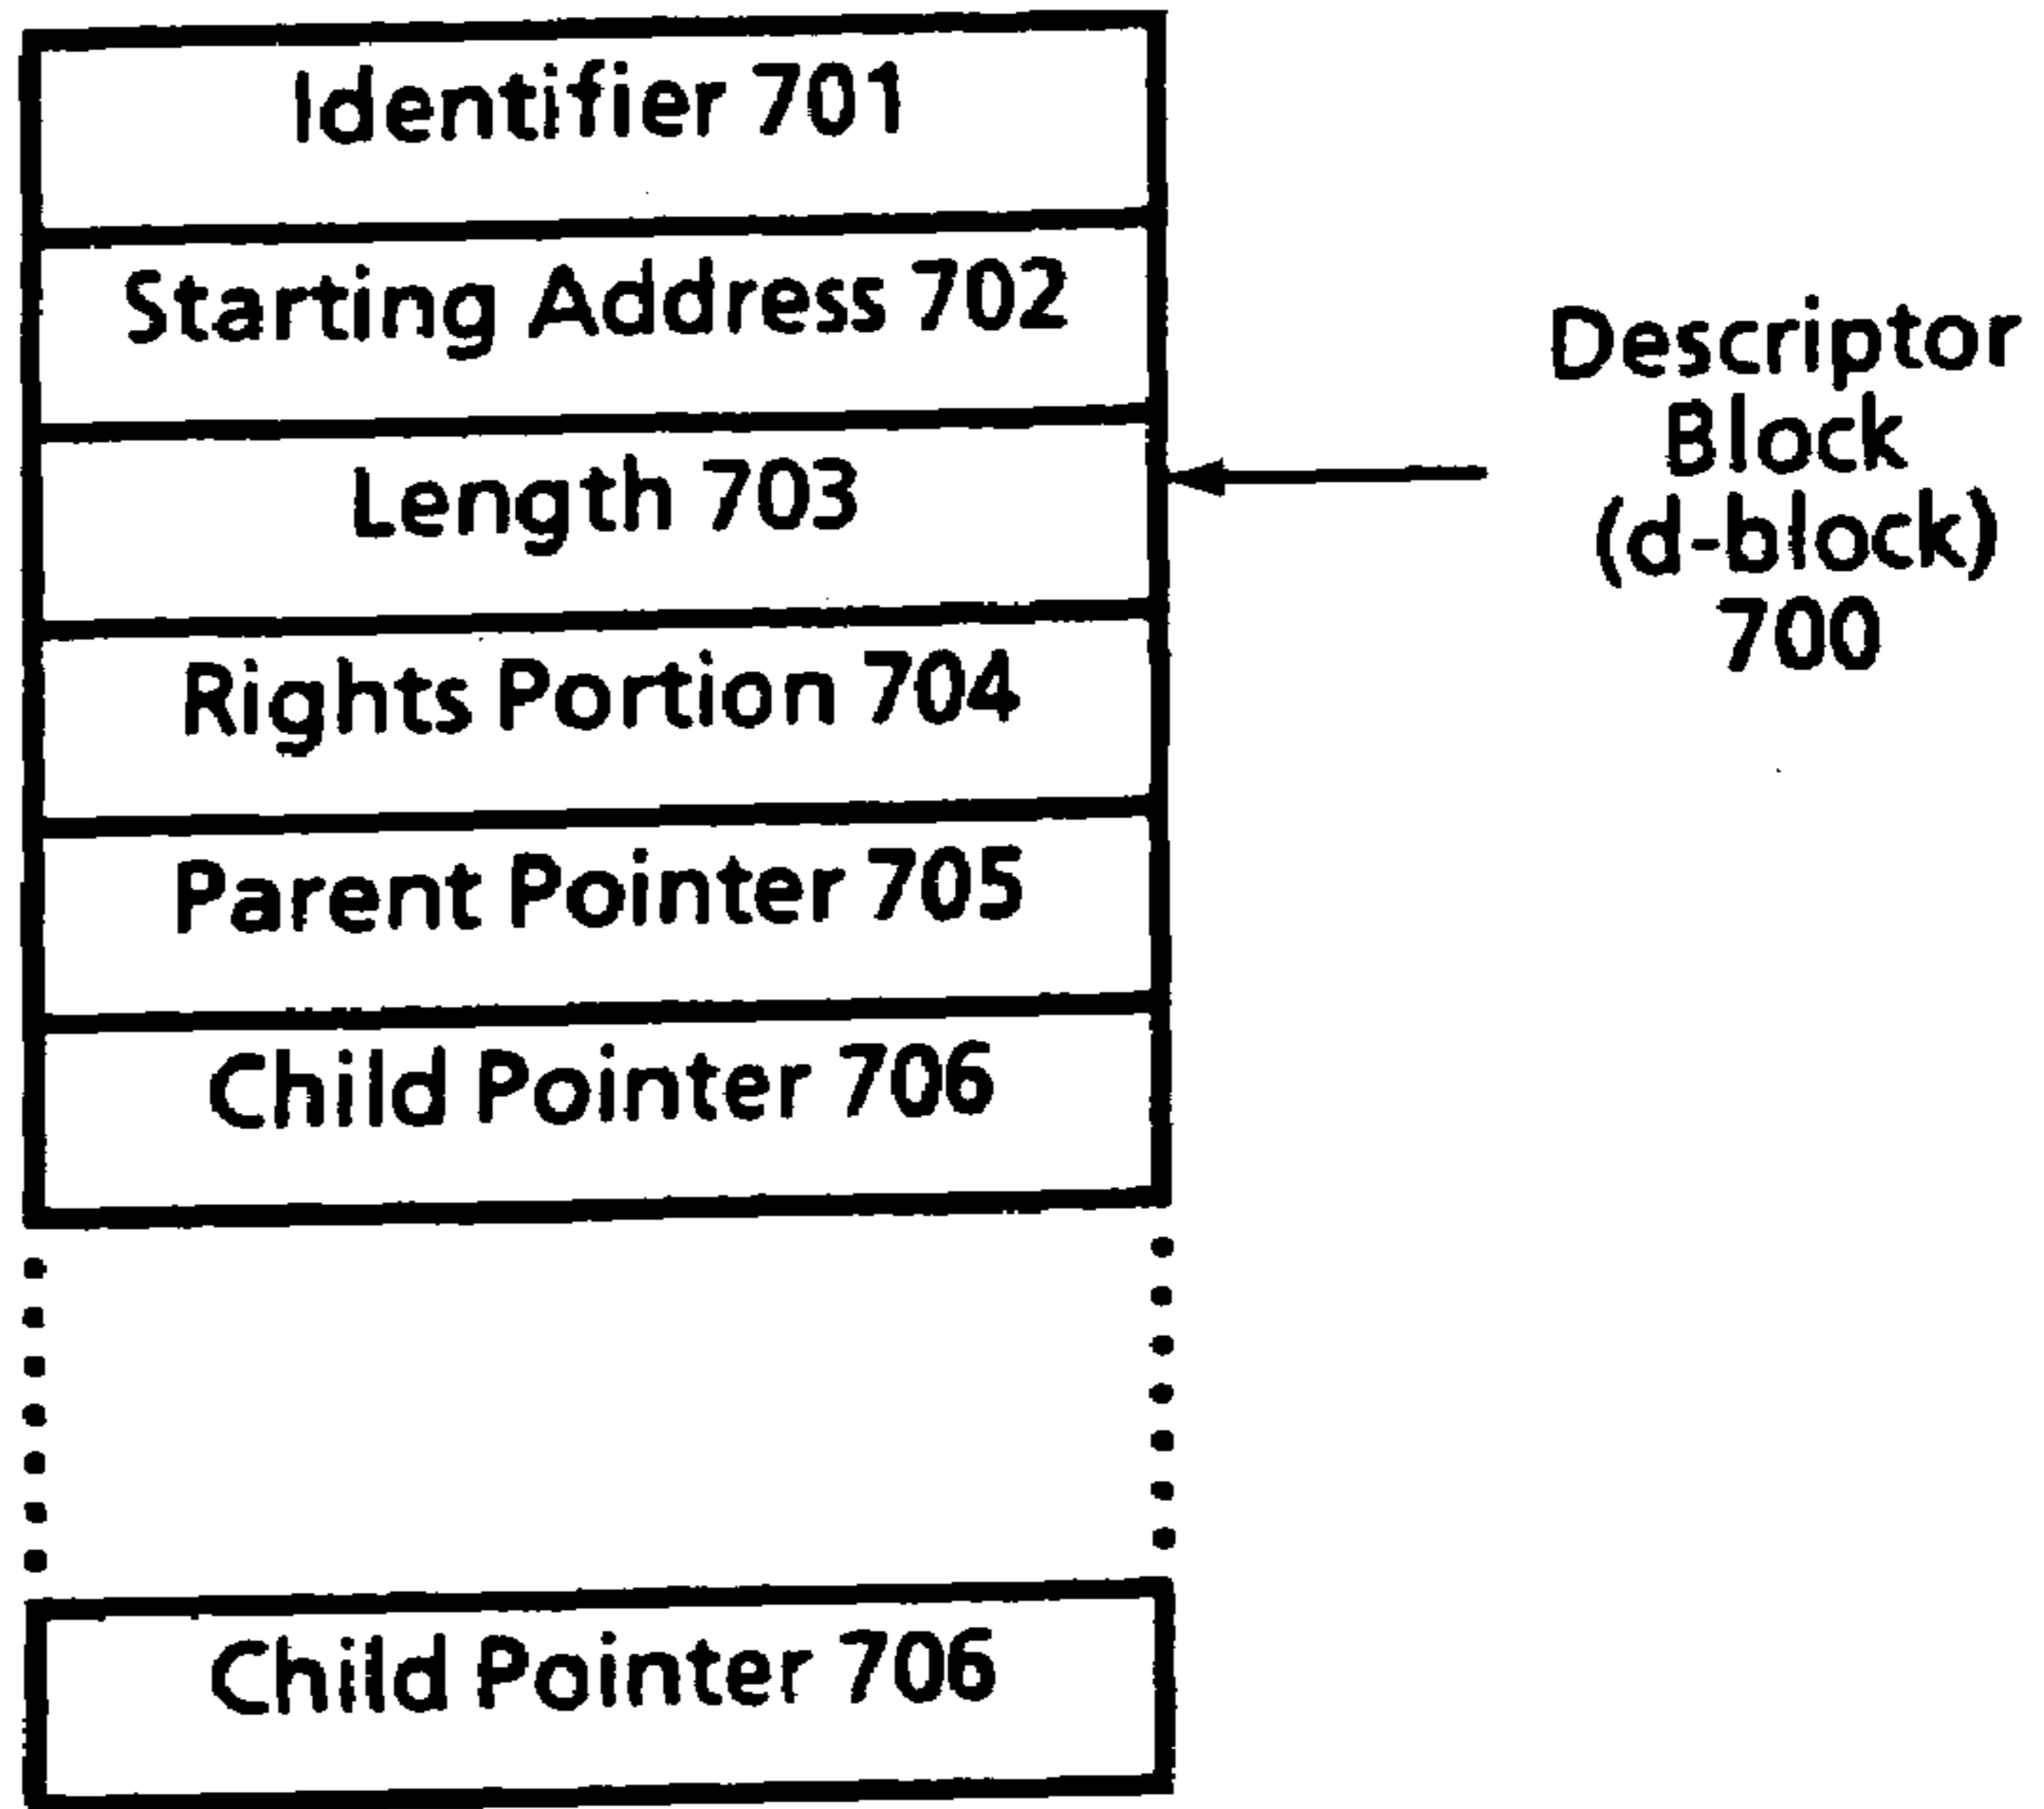 Identifier 701
Starting Address 702
Length 703
Rights Portion 704
Parent Pointer 705
Child Pointer 706
Child Pointer 706
Descriptor
Block
(d-block)
700